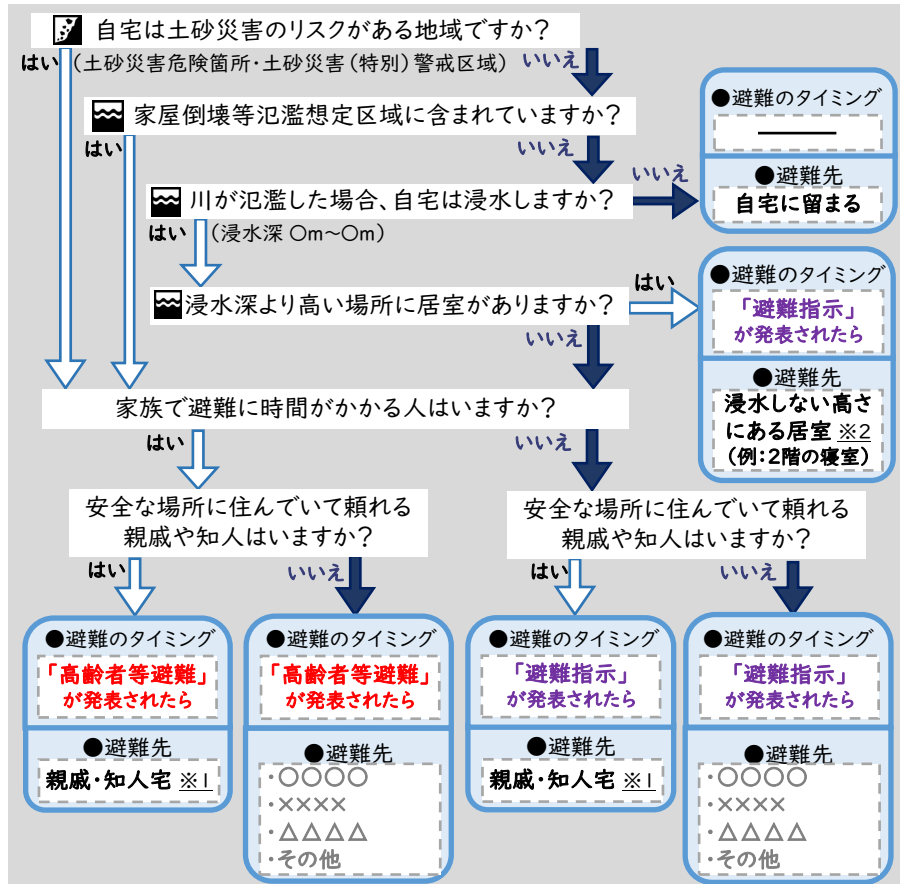 自宅は土砂災害のリスクがある地域ですか?
はい (土砂災害危険箇所・土砂災害(特別)警戒区域) いいえ
家屋倒壊等氾濫想定区域に含まれていますか?
はい
いいえ
川が氾濫した場合、自宅は浸水しますか?
いいえ
はい (浸水深 〇m~〇m)
●避難のタイミング
●避難先
自宅に留まる
浸水深より高い場所に居室がありますか?
はい
いいえ
●避難のタイミング
「避難指示」
が発表されたら
●避難先
浸水しない高さ
にある居室 ※2
(例:2階の寝室)
家族で避難に時間がかかる人はいますか?
はい
いいえ
安全な場所に住んでいて頼れる
親戚や知人はいますか?
はい
いいえ
安全な場所に住んでいて頼れる
親戚や知人はいますか?
はい
いいえ
●避難のタイミング
「高齢者等避難」
が発表されたら
●避難先
親戚・知人宅 ※1
●避難のタイミング
「高齢者等避難」
が発表されたら
●避難先
・〇〇〇〇
・××××
・△△△△
・その他
●避難のタイミング
「避難指示」
が発表されたら
●避難先
親戚・知人宅 ※1
●避難のタイミング
「避難指示」
が発表されたら
●避難先
・〇〇〇〇
・××××
・△△△△
・その他